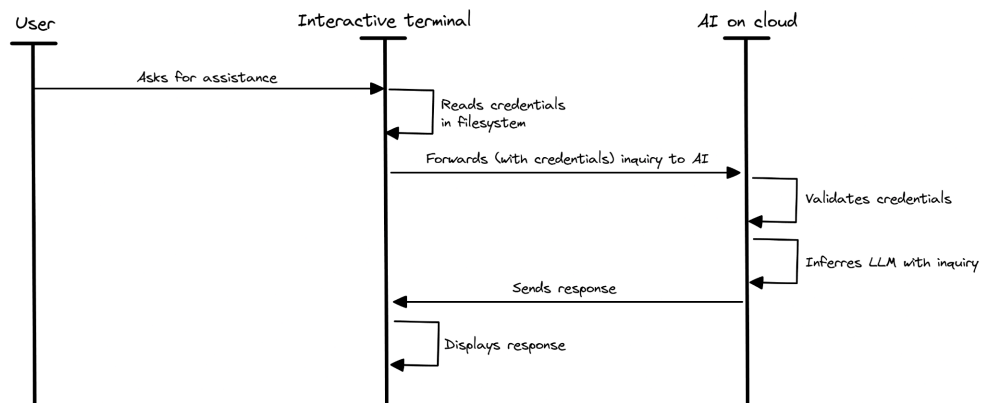 User
Interactive terminal
AI on cloud
Asks for assistance
Reads credentials
in filesystem
Forwards (with credentials) inquiry to AI
Validates credentials
Inferres LLM with inquiry
Sends response
Displays response